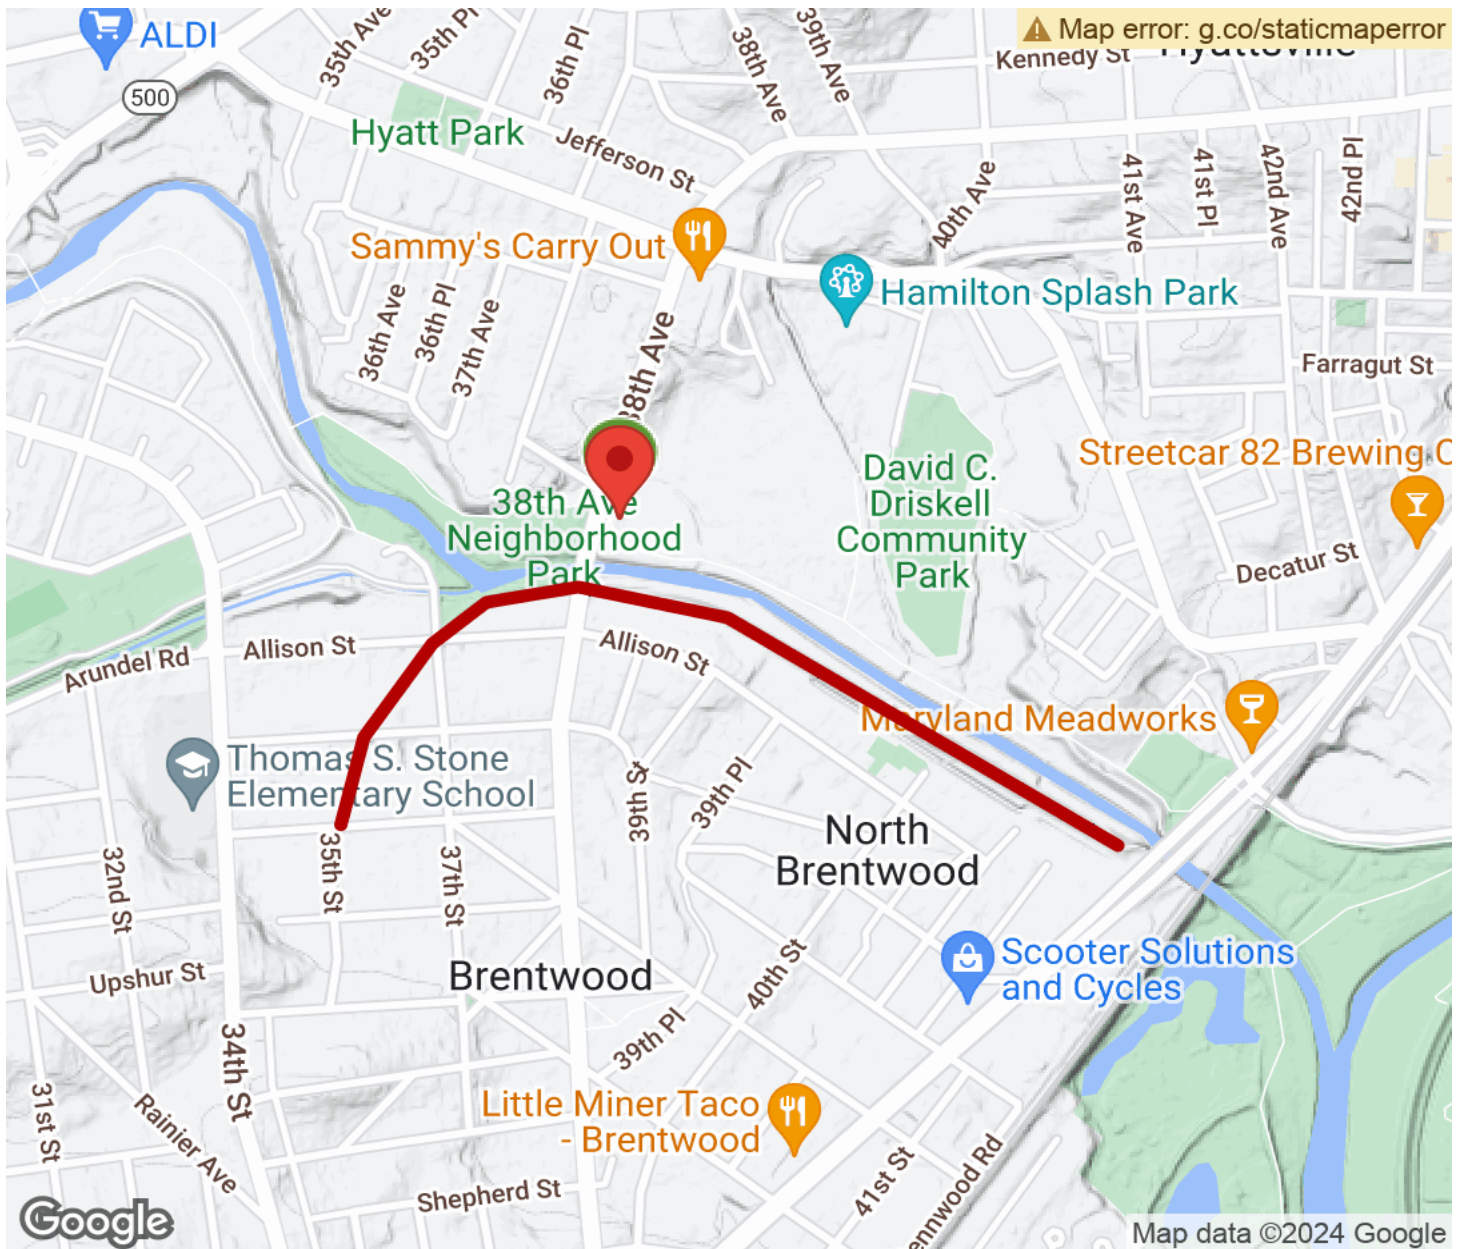 ALDI
35th Ave
35th Pl
36th Pl
38th Ave
39th Ave
Map error: g.co/staticmaperror
Kennedy St
Hyattsville
500
Hyatt Park
Jefferson St
40th Ave
41st Ave
41st Pl
42nd Ave
42nd Pl
Sammy's Carry Out
Hamilton Splash Park
36th Ave
36th Pl
37th Ave
38th Ave
Farragut St
Streetcar 82 Brewing C
David C.
Driskell
Community
Park
38th Ave
Neighborhood
Park
Decatur St
Allison St
Allison St
Arundel Rd
Maryland Meadworks
Thomas S. Stone
Elementary School
39th St
39th Pl
North
Brentwood
32nd St
35th St
37th St
Upshur St
Brentwood
40th St
Scooter Solutions
and Cycles
34th St
39th Pl
31st St
Rainier Ave
Little Miner Taco
- Brentwood
41st St
ennwood Rd
Shepherd St
Google
Map data ©2024 Google